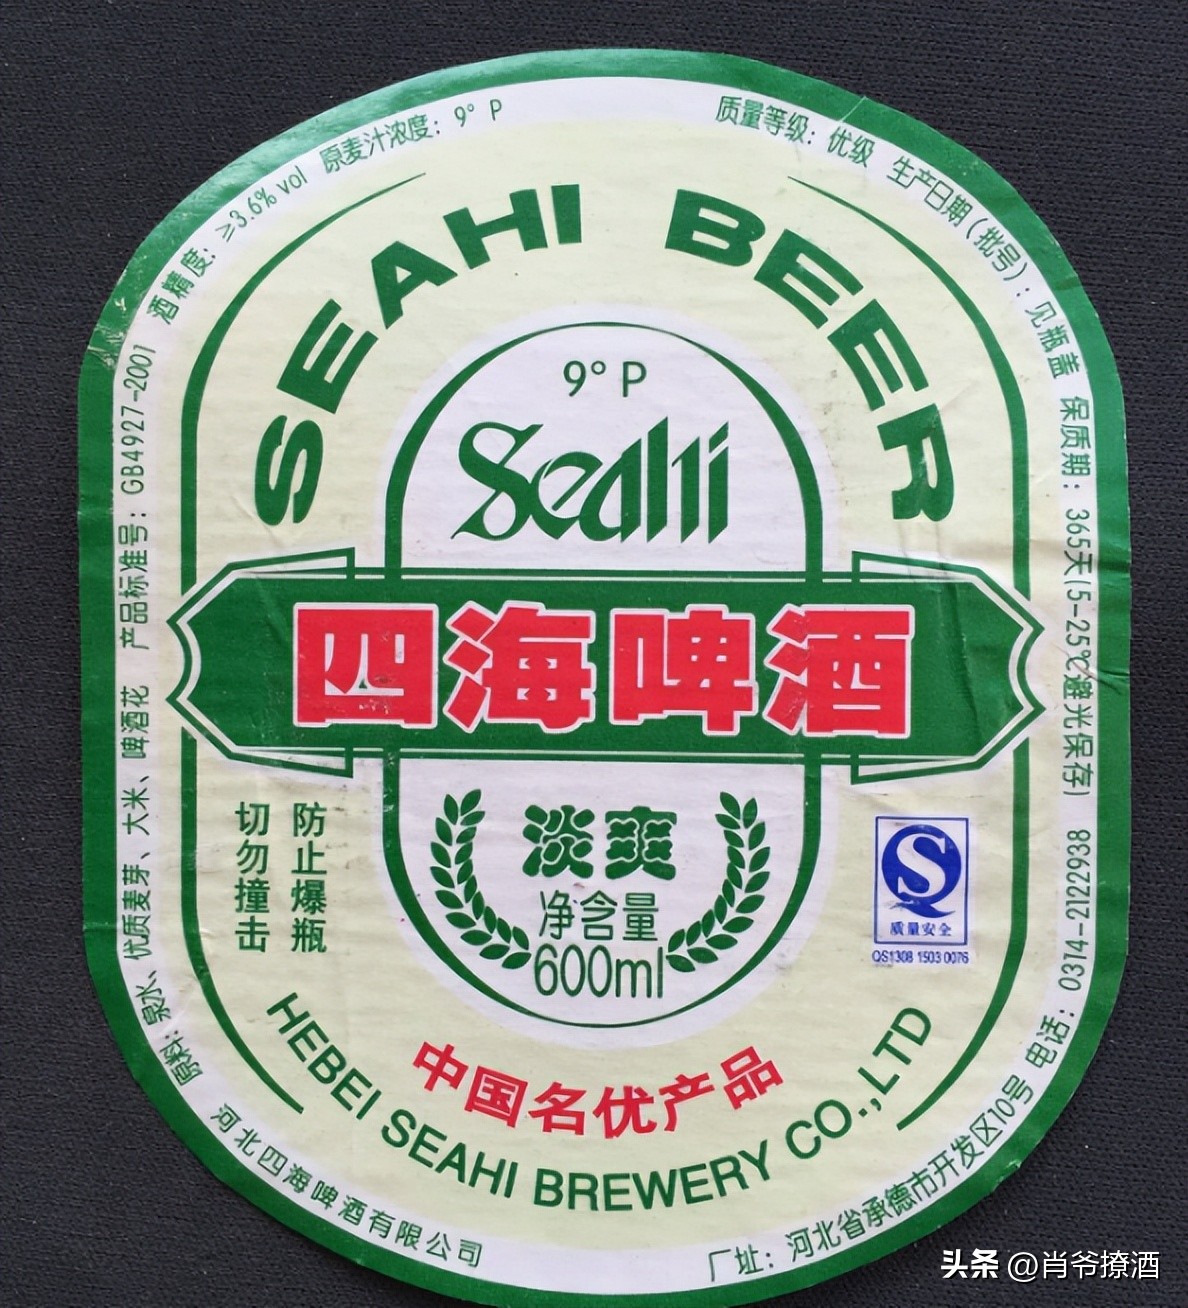 原料：泉水、优质麦芽、大米、啤酒花 产品标准号：GB4927-2001 酒精度：≥3.6%vol 原麦汁浓度：9° P
质量等级：优级 生产日期(批号)：见瓶盖 保质期：365天(5-25℃避光保存) 电话：0314-2122938
SEAHI BEER
9° P
Seahi
四海啤酒
防止爆瓶
切勿撞击
淡爽
净含量
600ml
质量安全
QS1308 1503 0076
中国名优产品
HEBEI SEAHI BREWERY CO.,LTD
河北四海啤酒有限公司
厂址：河北省承德市开发区10号
头条 @肖爷撩酒